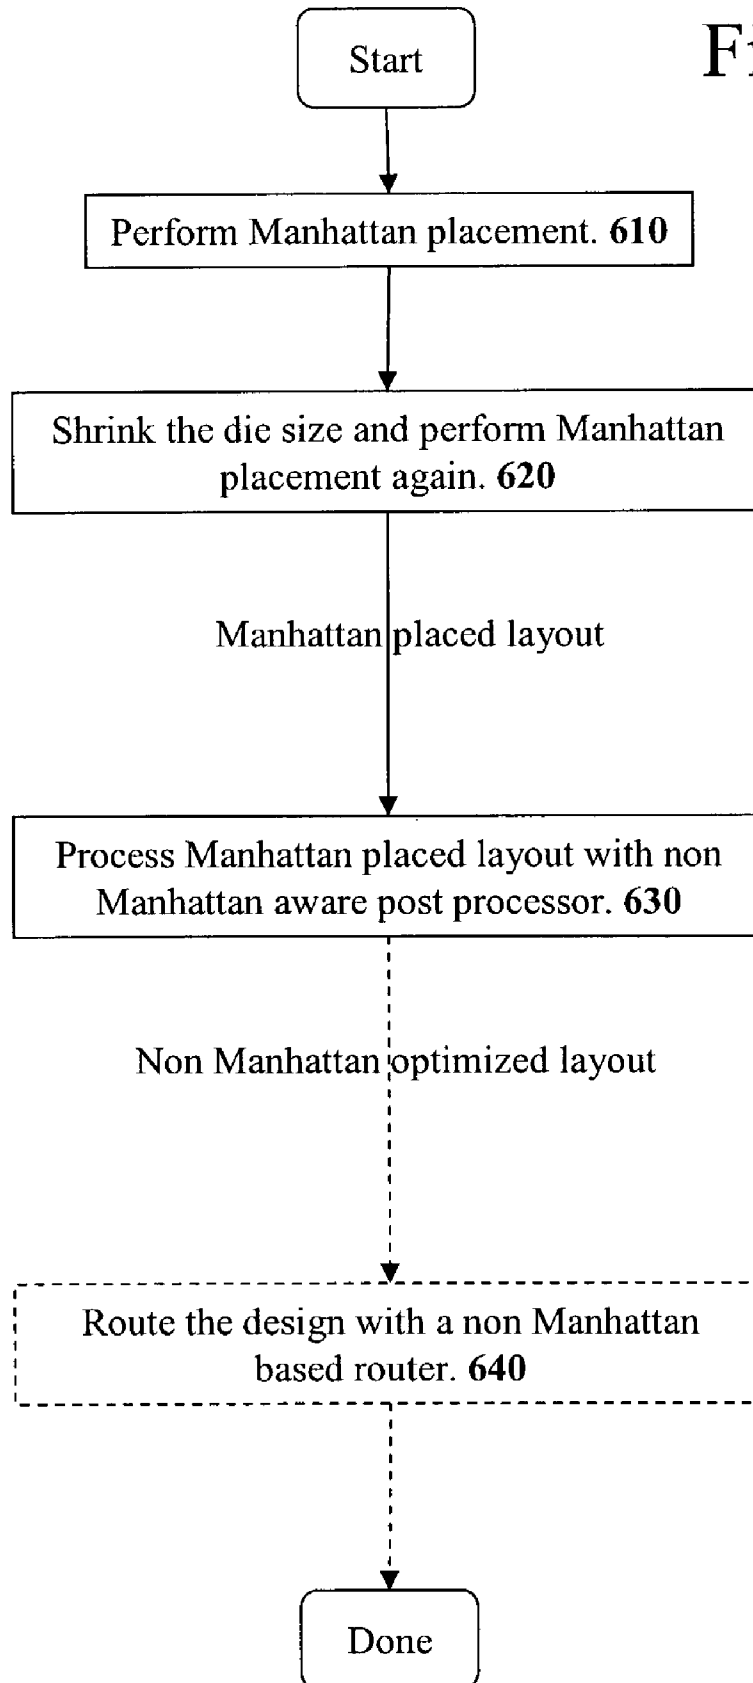 Start
Perform Manhattan placement. 610
Shrink the die size and perform Manhattan
placement again. 620
Manhattan placed layout
Process Manhattan placed layout with non
Manhattan aware post processor. 630
Non Manhattan optimized layout
Route the design with a non Manhattan
based router. 640
Done